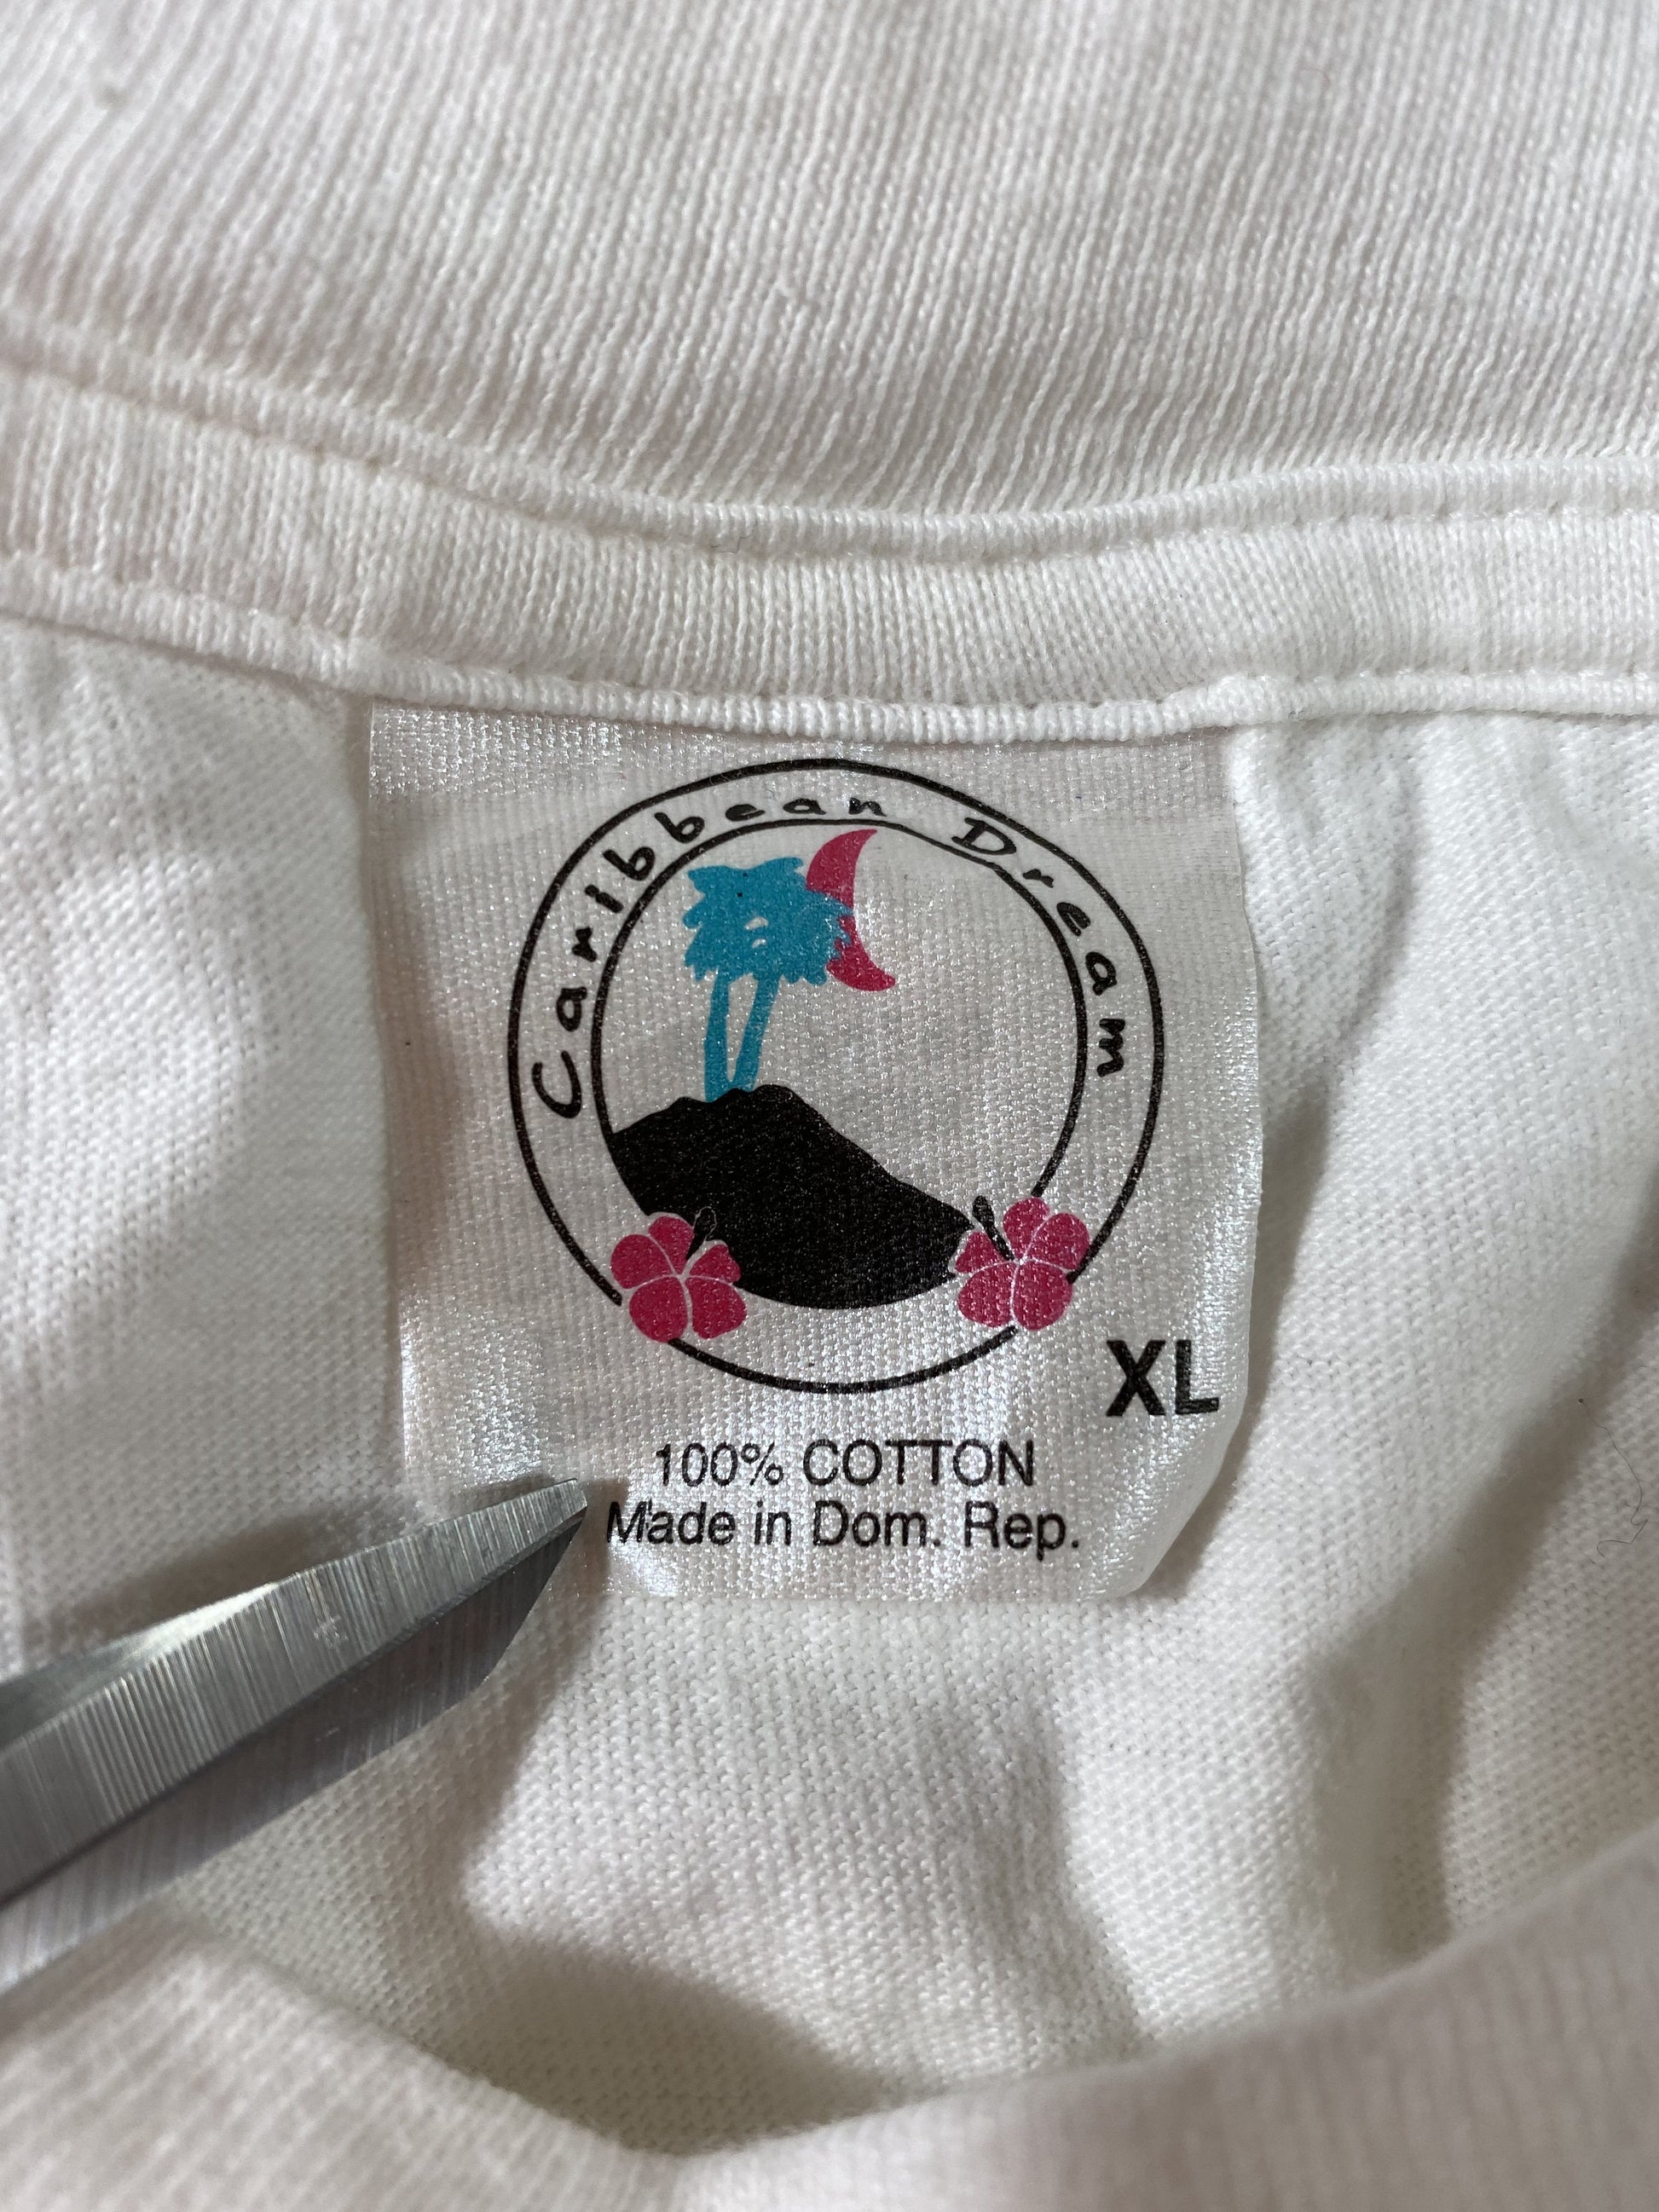 Caribbean Dream
XL
100% COTTON
Made in Dom. Rep.